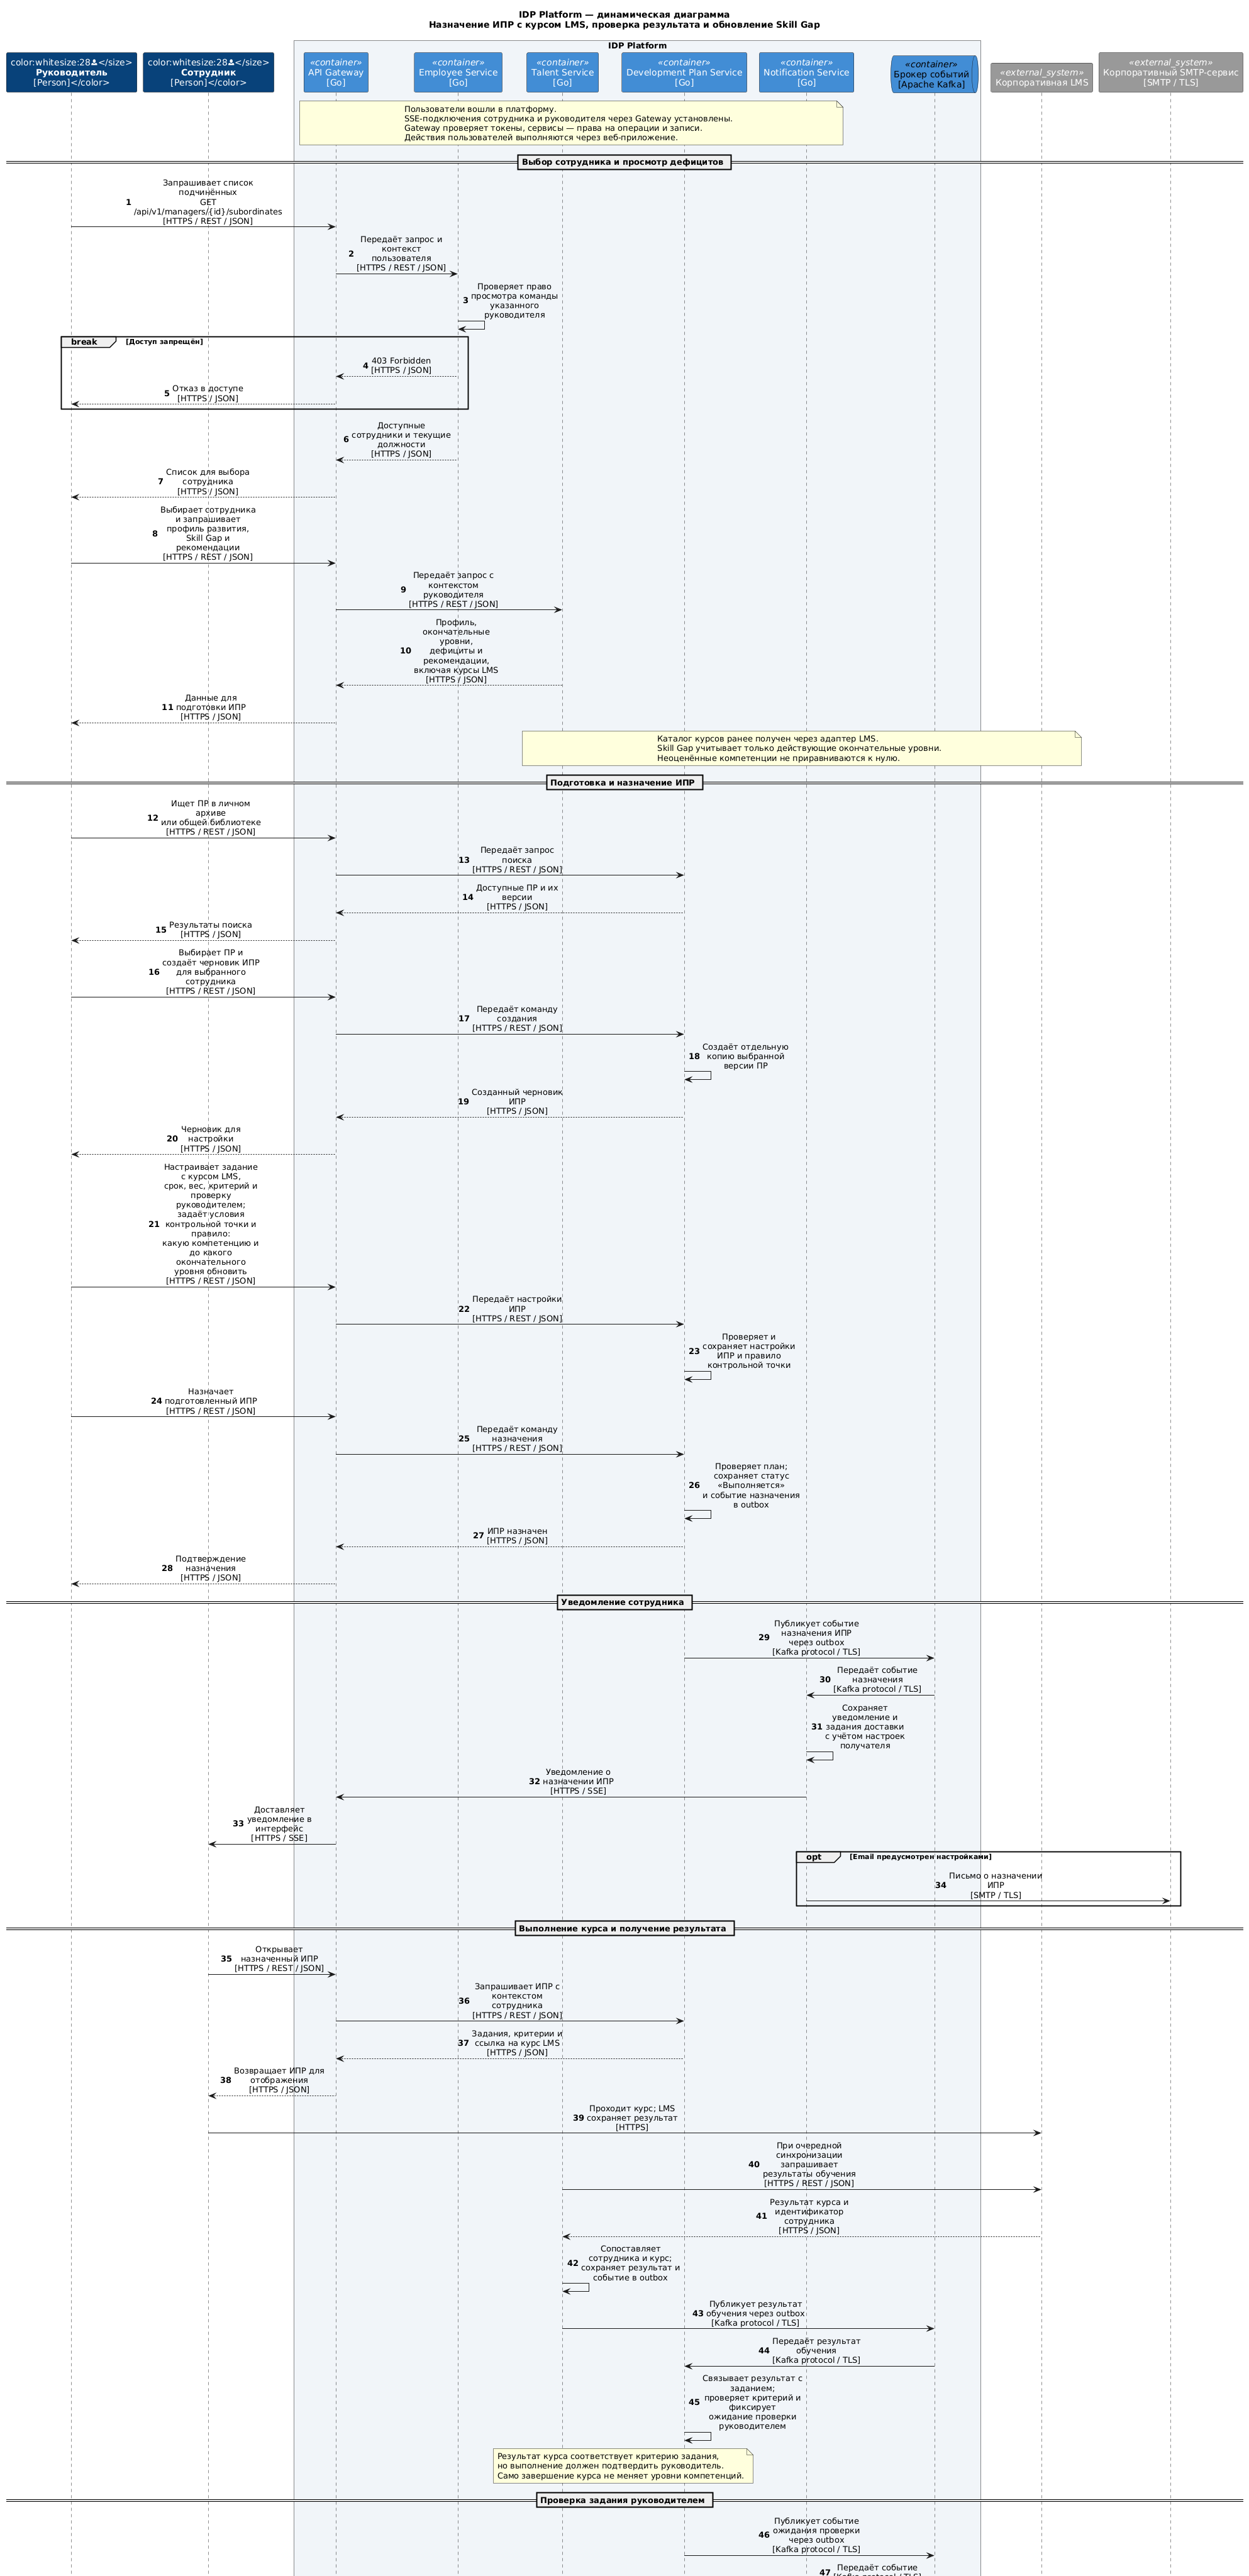 IDP Platform — динамическая диаграмма
Назначение ИПР с курсом LMS, проверка результата и обновление Skill Gap
IDP Platform
color:whitesize:28</size>
Руководитель
[Person]</color>
color:whitesize:28</size>
Сотрудник
[Person]</color>
«container»
API Gateway
[Go]
«container»
Employee Service
[Go]
«container»
Talent Service
[Go]
«container»
Development Plan Service
[Go]
«container»
Notification Service
[Go]
«container»
Брокер событий
[Apache Kafka]
«external_system»
Корпоративная LMS
«external_system»
Корпоративный SMTP-сервис
[SMTP / TLS]
Пользователи вошли в платформу.
SSE-подключения сотрудника и руководителя через Gateway установлены.
Gateway проверяет токены, сервисы — права на операции и записи.
Действия пользователей выполняются через веб-приложение.
Выбор сотрудника и просмотр дефицитов
Запрашивает список
подчинённых
1 GET
/api/v1/managers/{id}/subordinates
[HTTPS / REST / JSON]
Передаёт запрос и
2 контекст
пользователя
[HTTPS / REST / JSON]
Проверяет право
3 просмотра команды
указанного
руководителя
break [Доступ запрещён]
4 403 Forbidden
[HTTPS / JSON]
5 Отказ в доступе
[HTTPS / JSON]
Доступные
6 сотрудники и текущие
должности
[HTTPS / JSON]
Список для выбора
7 сотрудника
[HTTPS / JSON]
Выбирает сотрудника
и запрашивает
8 профиль развития,
Skill Gap и
рекомендации
[HTTPS / REST / JSON]
Передаёт запрос с
9 контекстом
руководителя
[HTTPS / REST / JSON]
Профиль,
окончательные
уровни,
10 дефициты и
рекомендации,
включая курсы LMS
[HTTPS / JSON]
Данные для
11 подготовки ИПР
[HTTPS / JSON]
Каталог курсов ранее получен через адаптер LMS.
Skill Gap учитывает только действующие окончательные уровни.
Неоценённые компетенции не приравниваются к нулю.
Подготовка и назначение ИПР
Ищет ПР в личном
12 архиве
или общей библиотеке
[HTTPS / REST / JSON]
Передаёт запрос
13 поиска
[HTTPS / REST / JSON]
Доступные ПР и их
14 версии
[HTTPS / JSON]
15 Результаты поиска
[HTTPS / JSON]
Выбирает ПР и
создаёт черновик ИПР
16 для выбранного
сотрудника
[HTTPS / REST / JSON]
Передаёт команду
17 создания
[HTTPS / REST / JSON]
Создаёт отдельную
18 копию выбранной
версии ПР
Созданный черновик
19 ИПР
[HTTPS / JSON]
Черновик для
20 настройки
[HTTPS / JSON]
Настраивает задание
с курсом LMS,
срок, вес, критерий и
проверку
руководителем;
задаёт условия
21 контрольной точки и
правило:
какую компетенцию и
до какого
окончательного
уровня обновить
[HTTPS / REST / JSON]
Передаёт настройки
22 ИПР
[HTTPS / REST / JSON]
Проверяет и
23 сохраняет настройки
ИПР и правило
контрольной точки
Назначает
24 подготовленный ИПР
[HTTPS / REST / JSON]
Передаёт команду
25 назначения
[HTTPS / REST / JSON]
Проверяет план;
сохраняет статус
26 «Выполняется»
и событие назначения
в outbox
27 ИПР назначен
[HTTPS / JSON]
Подтверждение
28 назначения
[HTTPS / JSON]
Уведомление сотрудника
Публикует событие
29 назначения ИПР
через outbox
[Kafka protocol / TLS]
Передаёт событие
30 назначения
[Kafka protocol / TLS]
Сохраняет
уведомление и
31 задания доставки
с учётом настроек
получателя
Уведомление о
32 назначении ИПР
[HTTPS / SSE]
Доставляет
33 уведомление в
интерфейс
[HTTPS / SSE]
opt [Email предусмотрен настройками]
Письмо о назначении
34 ИПР
[SMTP / TLS]
Выполнение курса и получение результата
Открывает
35 назначенный ИПР
[HTTPS / REST / JSON]
Запрашивает ИПР с
36 контекстом
сотрудника
[HTTPS / REST / JSON]
Задания, критерии и
37 ссылка на курс LMS
[HTTPS / JSON]
Возвращает ИПР для
38 отображения
[HTTPS / JSON]
Проходит курс; LMS
39 сохраняет результат
[HTTPS]
При очередной
синхронизации
40 запрашивает
результаты обучения
[HTTPS / REST / JSON]
Результат курса и
41 идентификатор
сотрудника
[HTTPS / JSON]
Сопоставляет
42 сотрудника и курс;
сохраняет результат и
событие в outbox
Публикует результат
43 обучения через outbox
[Kafka protocol / TLS]
Передаёт результат
44 обучения
[Kafka protocol / TLS]
Связывает результат с
заданием;
45 проверяет критерий и
фиксирует
ожидание проверки
руководителем
Результат курса соответствует критерию задания,
но выполнение должен подтвердить руководитель.
Само завершение курса не меняет уровни компетенций.
Проверка задания руководителем
Публикует событие
46 ожидания проверки
через outbox
[Kafka protocol / TLS]
47 Передаёт событие